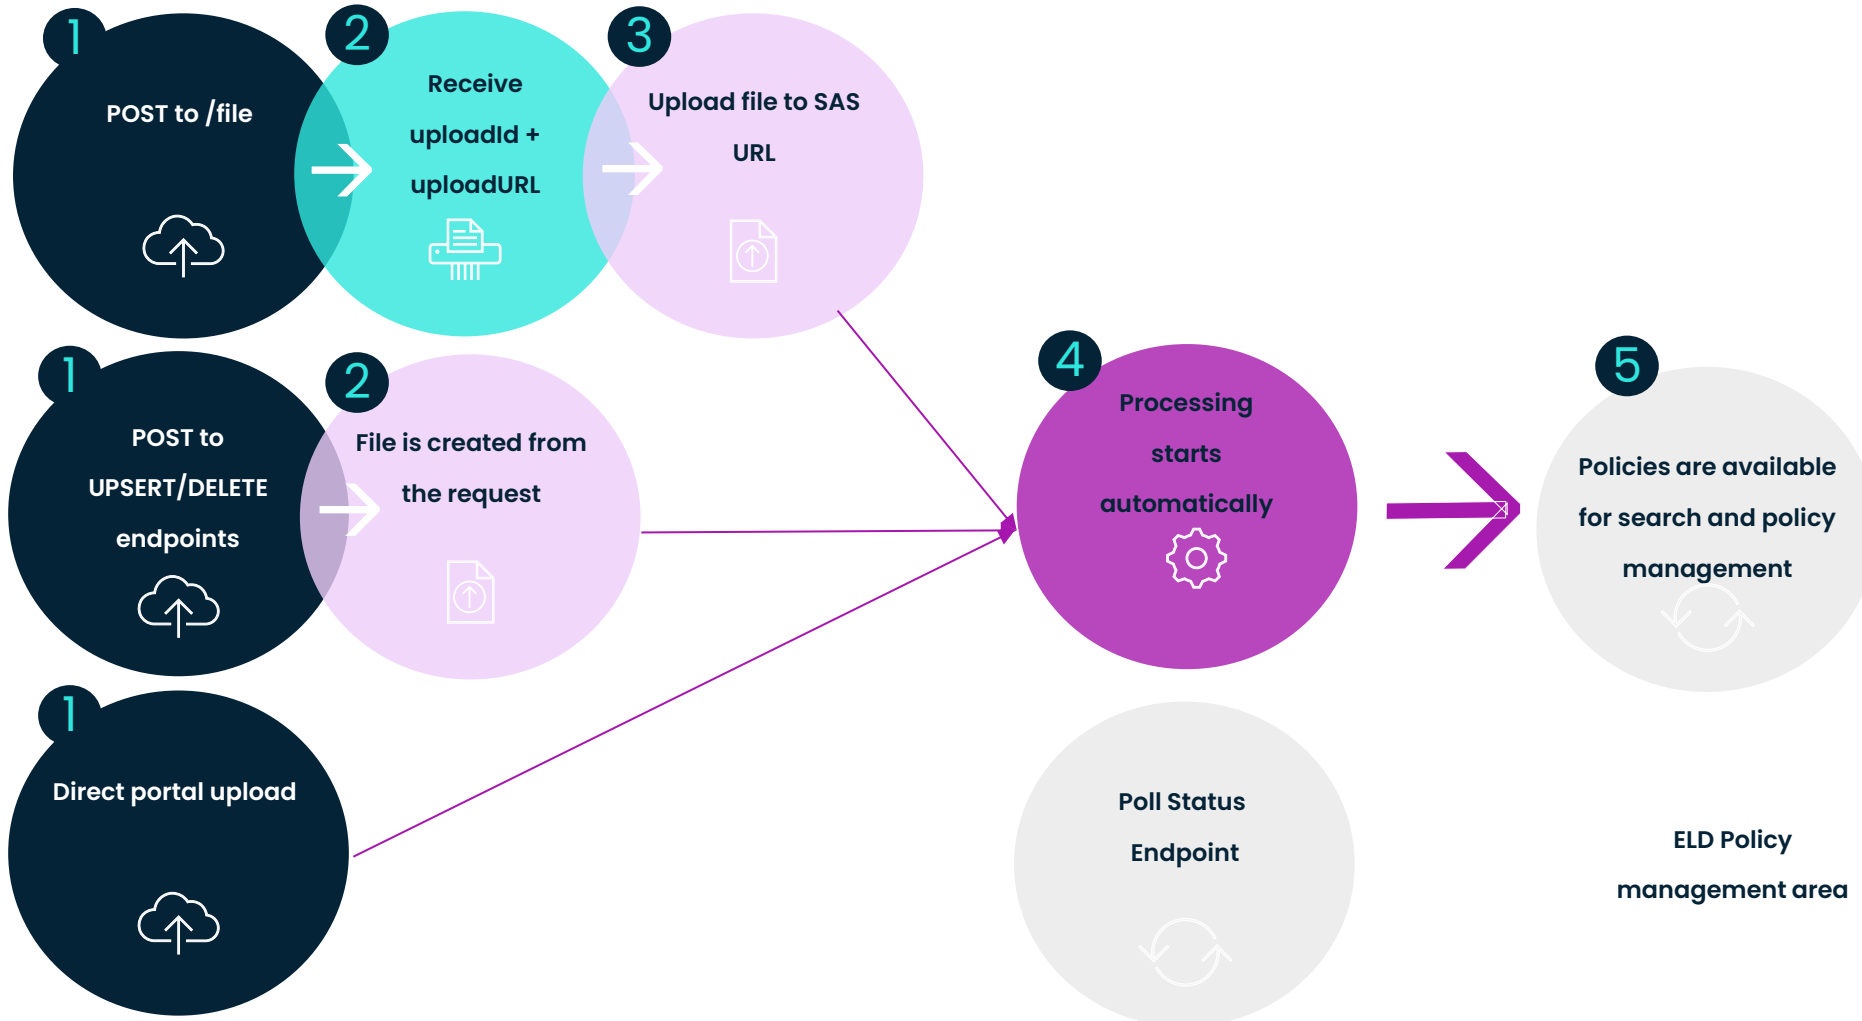 1
POST to /file
2
Receive
uploadId +
uploadURL
3
Upload file to SAS
URL
1
POST to
UPSERT/DELETE
endpoints
2
File is created from
the request
1
Direct portal upload
4
Processing
starts
automatically
5
Policies are available
for search and policy
management
Poll Status
Endpoint
ELD Policy
management area